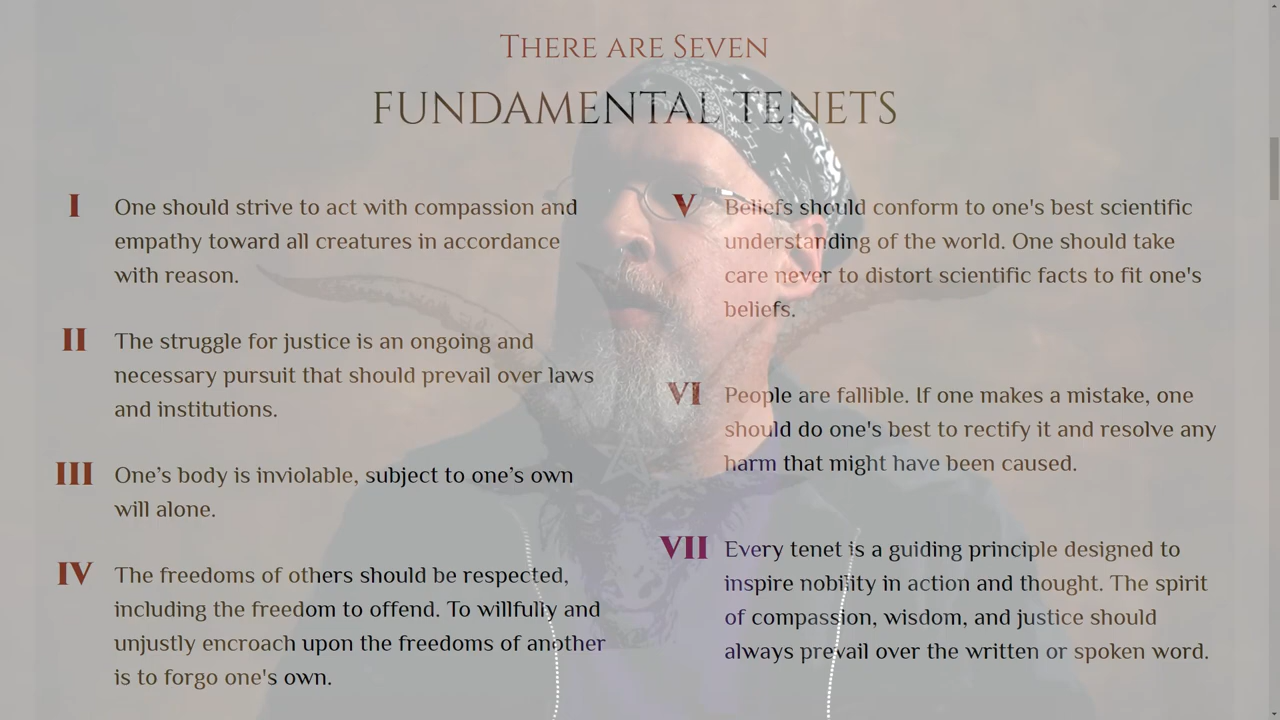 There are Seven
FUNDAMENTAL TENETS
I
One should strive to act with compassion and
empathy toward all creatures in accordance
with reason.
II
The struggle for justice is an ongoing and
necessary pursuit that should prevail over laws
and institutions.
III
One’s body is inviolable, subject to one’s own
will alone.
IV
The freedoms of others should be respected,
including the freedom to offend. To willfully and
unjustly encroach upon the freedoms of another
is to forgo one's own.
V
Beliefs should conform to one's best scientific
understanding of the world. One should take
care never to distort scientific facts to fit one's
beliefs.
VI
People are fallible. If one makes a mistake, one
should do one's best to rectify it and resolve any
harm that might have been caused.
VII
Every tenet is a guiding principle designed to
inspire nobility in action and thought. The spirit
of compassion, wisdom, and justice should
always prevail over the written or spoken word.